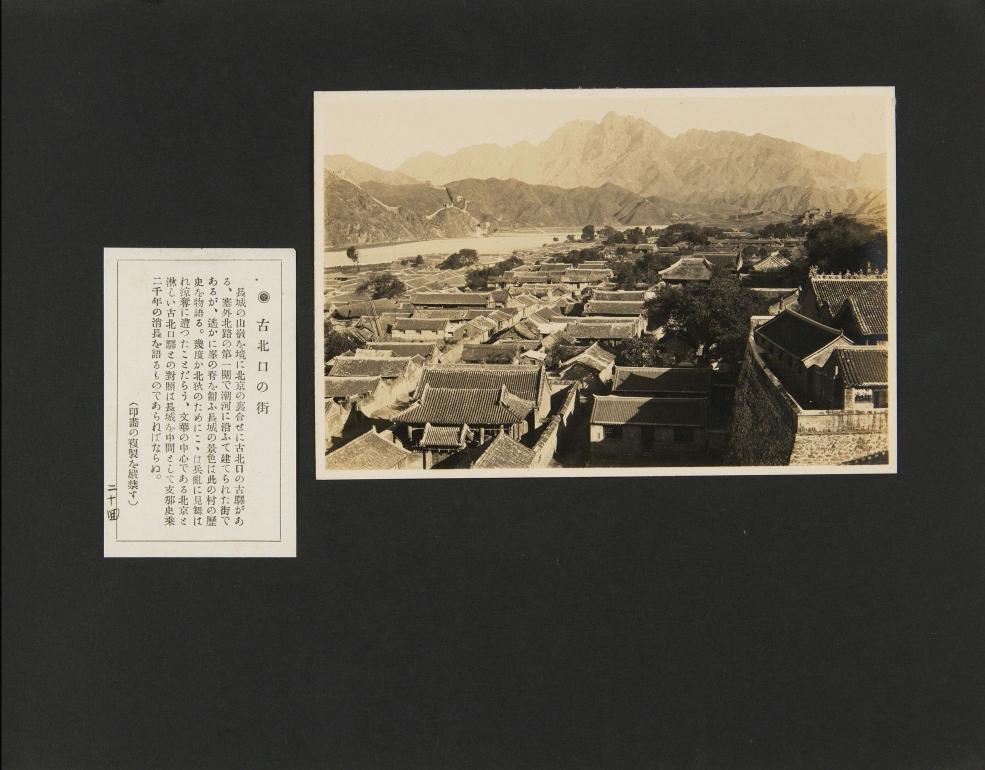 古北口の街
長城の山嶺を境に北京の裏合せに古北口の古驛があ
る、塞外北路の第一關で潮河に沿ふて建てられた街で
あるが、遙かに峯の脊を匐ふ長城の景色は此の村の歴
史を物語る。幾度か北狄のためにこゝは兵亂に見舞は
れ掠奪に遭つたことだらう、文華の中心である北京と
淋しい古北口驛との對照は長城を中間として支那史乘
二千年の消長を語るものであらねばならぬ。
（印畫の複製を嚴禁す）
二十四